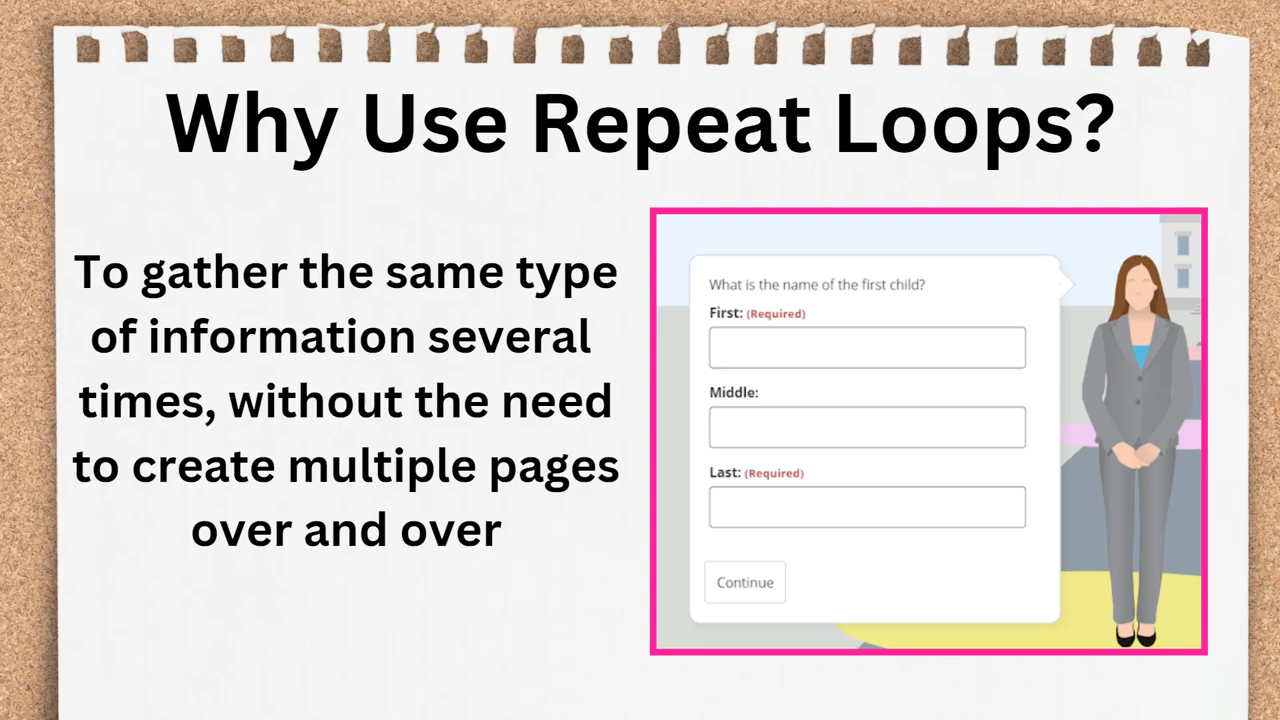 Why Use Repeat Loops?
To gather the same type
of information several
times, without the need
to create multiple pages
over and over
What is the name of the first child?
First: (Required)
Middle:
Last: (Required)
Continue